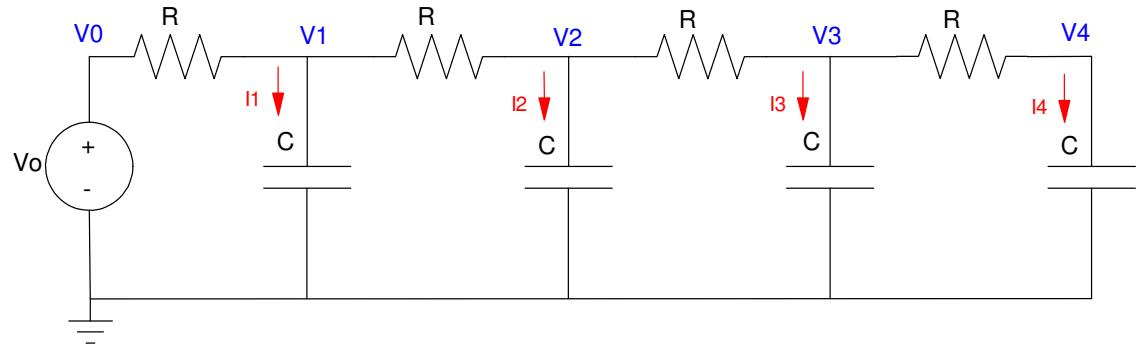 V0 R V1 R V2 R V3 R V4
I1 I2 I3 I4
C C C C
Vo + -